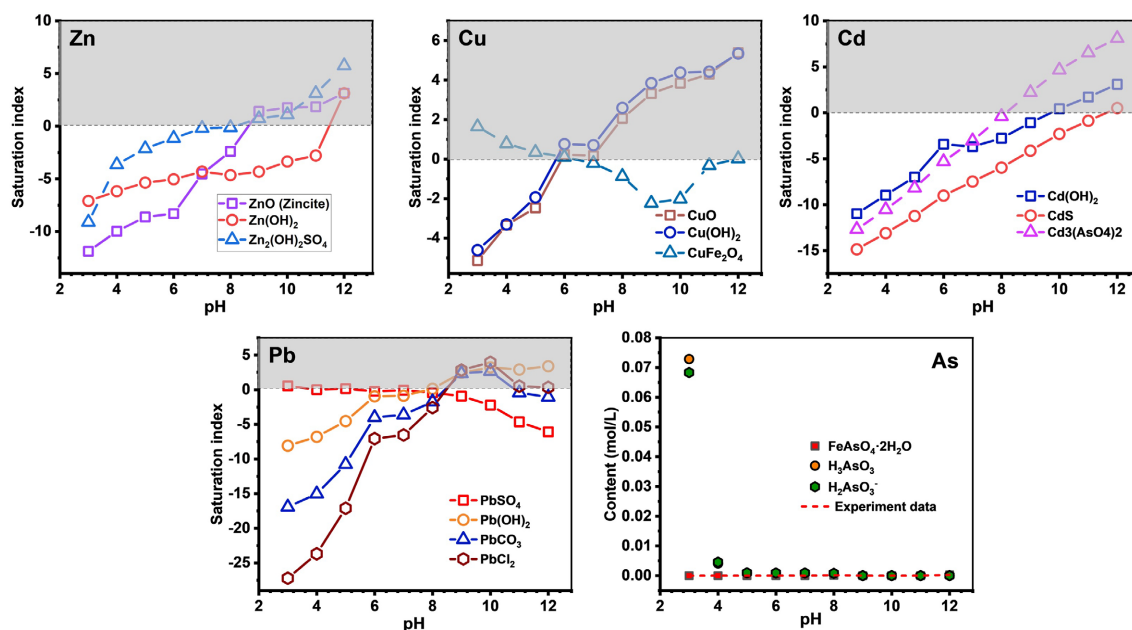 Zn
Saturation index
10
5
0
-5
-10
ZnO (Zincite)
Zn(OH)₂
Zn₂(OH)₂SO₄
2 4 6 8 10 12
pH
Cu
Saturation index
6
4
2
0
-2
-4
CuO
Cu(OH)₂
CuFe₂O₄
2 4 6 8 10 12
pH
Cd
Saturation index
10
5
0
-5
-10
-15
Cd(OH)₂
CdS
Cd3(AsO4)2
2 4 6 8 10 12
pH
Pb
Saturation index
5
0
-5
-10
-15
-20
-25
PbSO₄
Pb(OH)₂
PbCO₃
PbCl₂
2 4 6 8 10 12
pH
As
Content (mol/L)
0.08
0.07
0.06
0.05
0.04
0.03
0.02
0.01
0.00
FeAsO₄·2H₂O
H₃AsO₃
H₂AsO₃⁻
Experiment data
2 4 6 8 10 12
pH